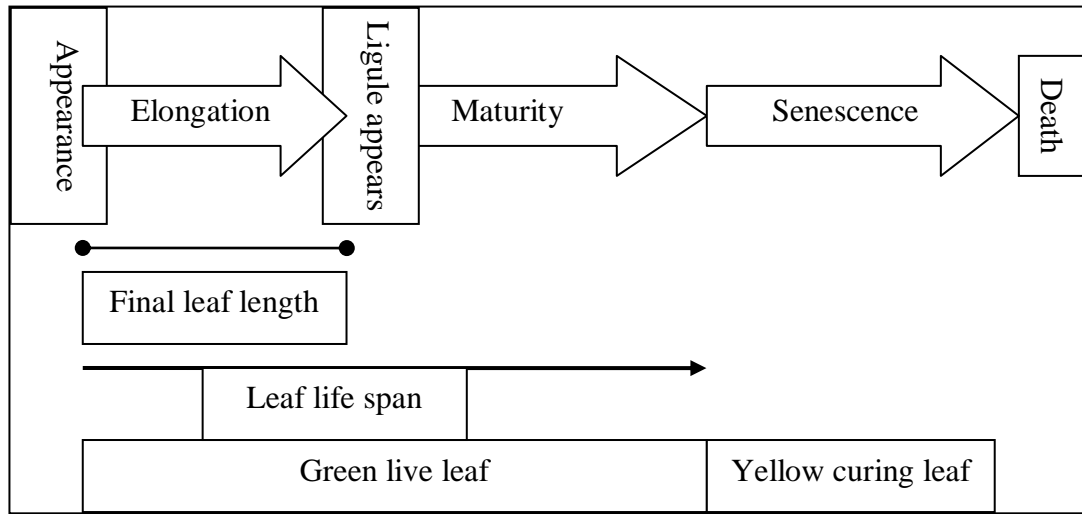 Appearance
Elongation
Ligule appears
Maturity
Senescence
Death
Final leaf length
Leaf life span
Green live leaf
Yellow curing leaf